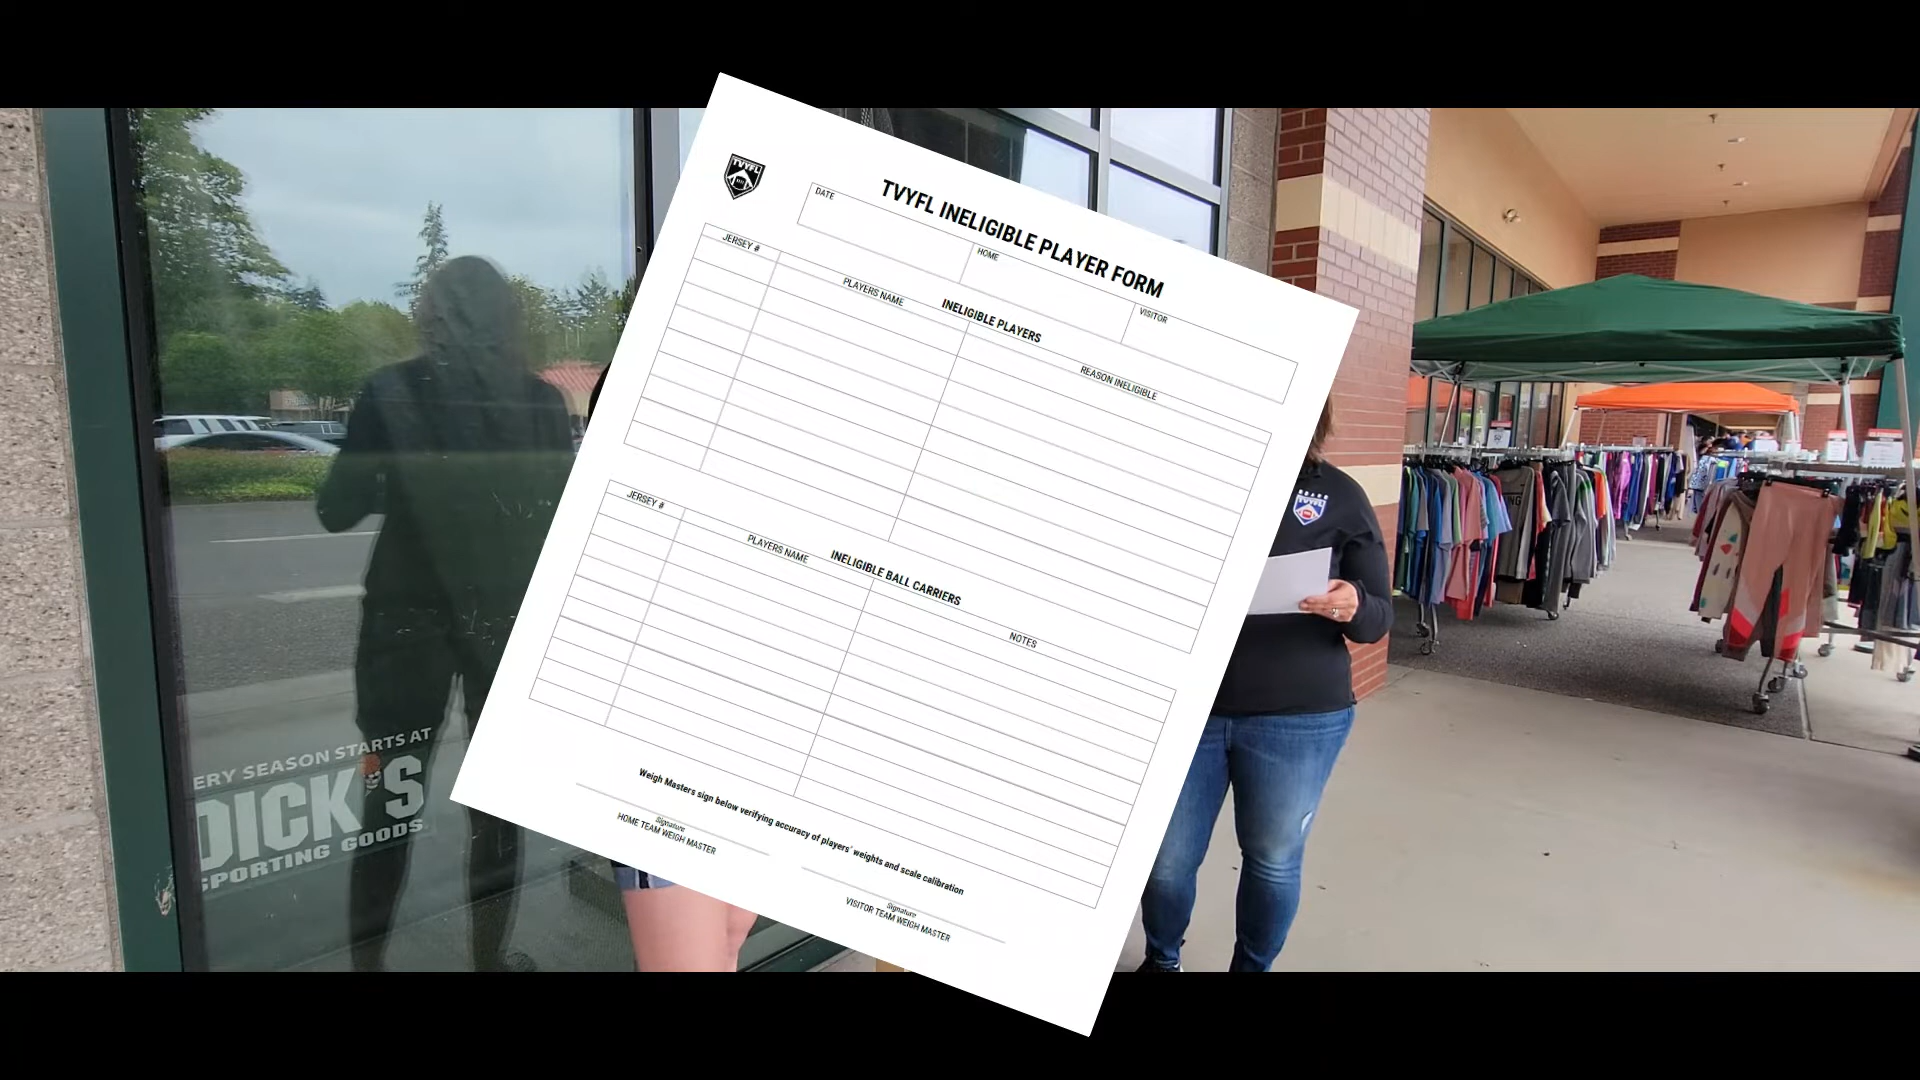 TVYFL
TVYFL INELIGIBLE PLAYER FORM
DATE
HOME
VISITOR
INELIGIBLE PLAYERS
JERSEY #
PLAYERS NAME
REASON INELIGIBLE
INELIGIBLE BALL CARRIERS
JERSEY #
PLAYERS NAME
NOTES
Weigh Masters sign below verifying accuracy of players' weights and scale calibration
Signature
HOME TEAM WEIGH MASTER
Signature
VISITOR TEAM WEIGH MASTER
ERY SEASON STARTS AT
DICK'S
SPORTING GOODS
BOARD
TVYFL